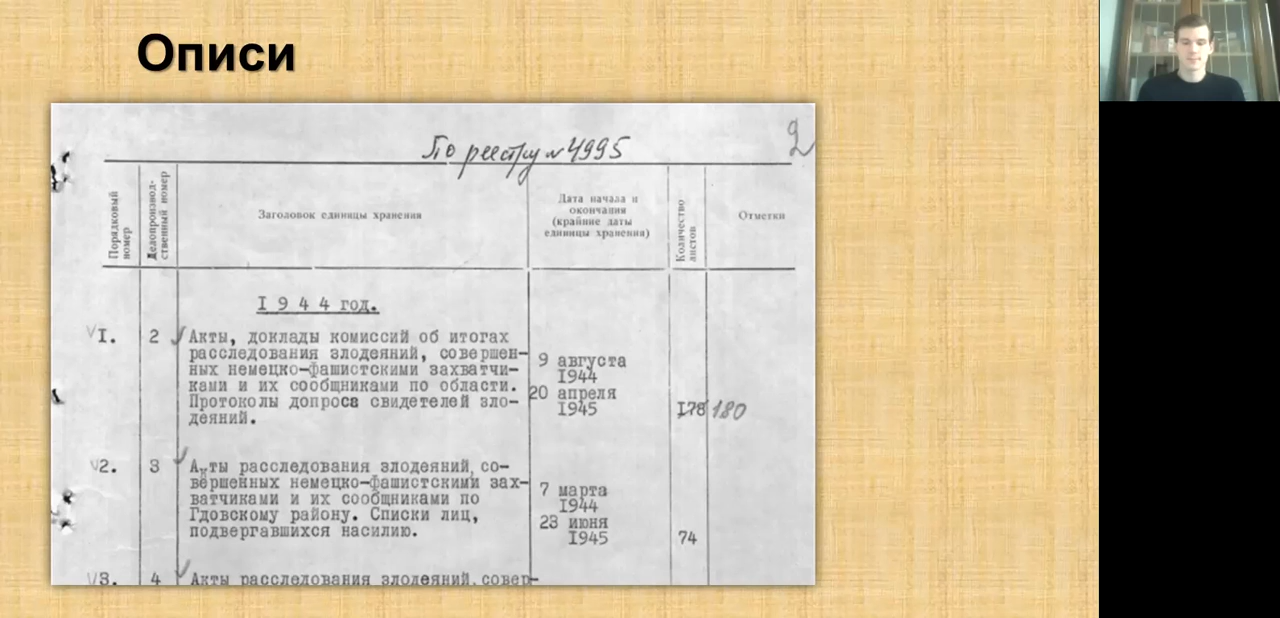 Описи
По реестру № 4995
2
Порядковый номер
Делопроизвод-
ственный номер
Заголовок единицы хранения
Дата начала и
окончания
(крайние даты
единицы хранения)
Количество
листов
Отметки
1 9 4 4 год.
1. 2 Акты, доклады комиссий об итогах
расследования злодеяний, совершен-
ных немецко-фашистскими захватчи-
ками и их сообщниками по области.
Протоколы допроса свидетелей зло-
деяний.
9 августа
1944
20 апреля
1945
178 180
2. 3 Акты расследования злодеяний, со-
вершенных немецко-фашистскими зах-
ватчиками и их сообщниками по
Гдовскому району. Списки лиц,
подвергавшихся насилию.
7 марта
1944
23 июня
1945
74
3. 4 Акты расследования злодеяний, совер-